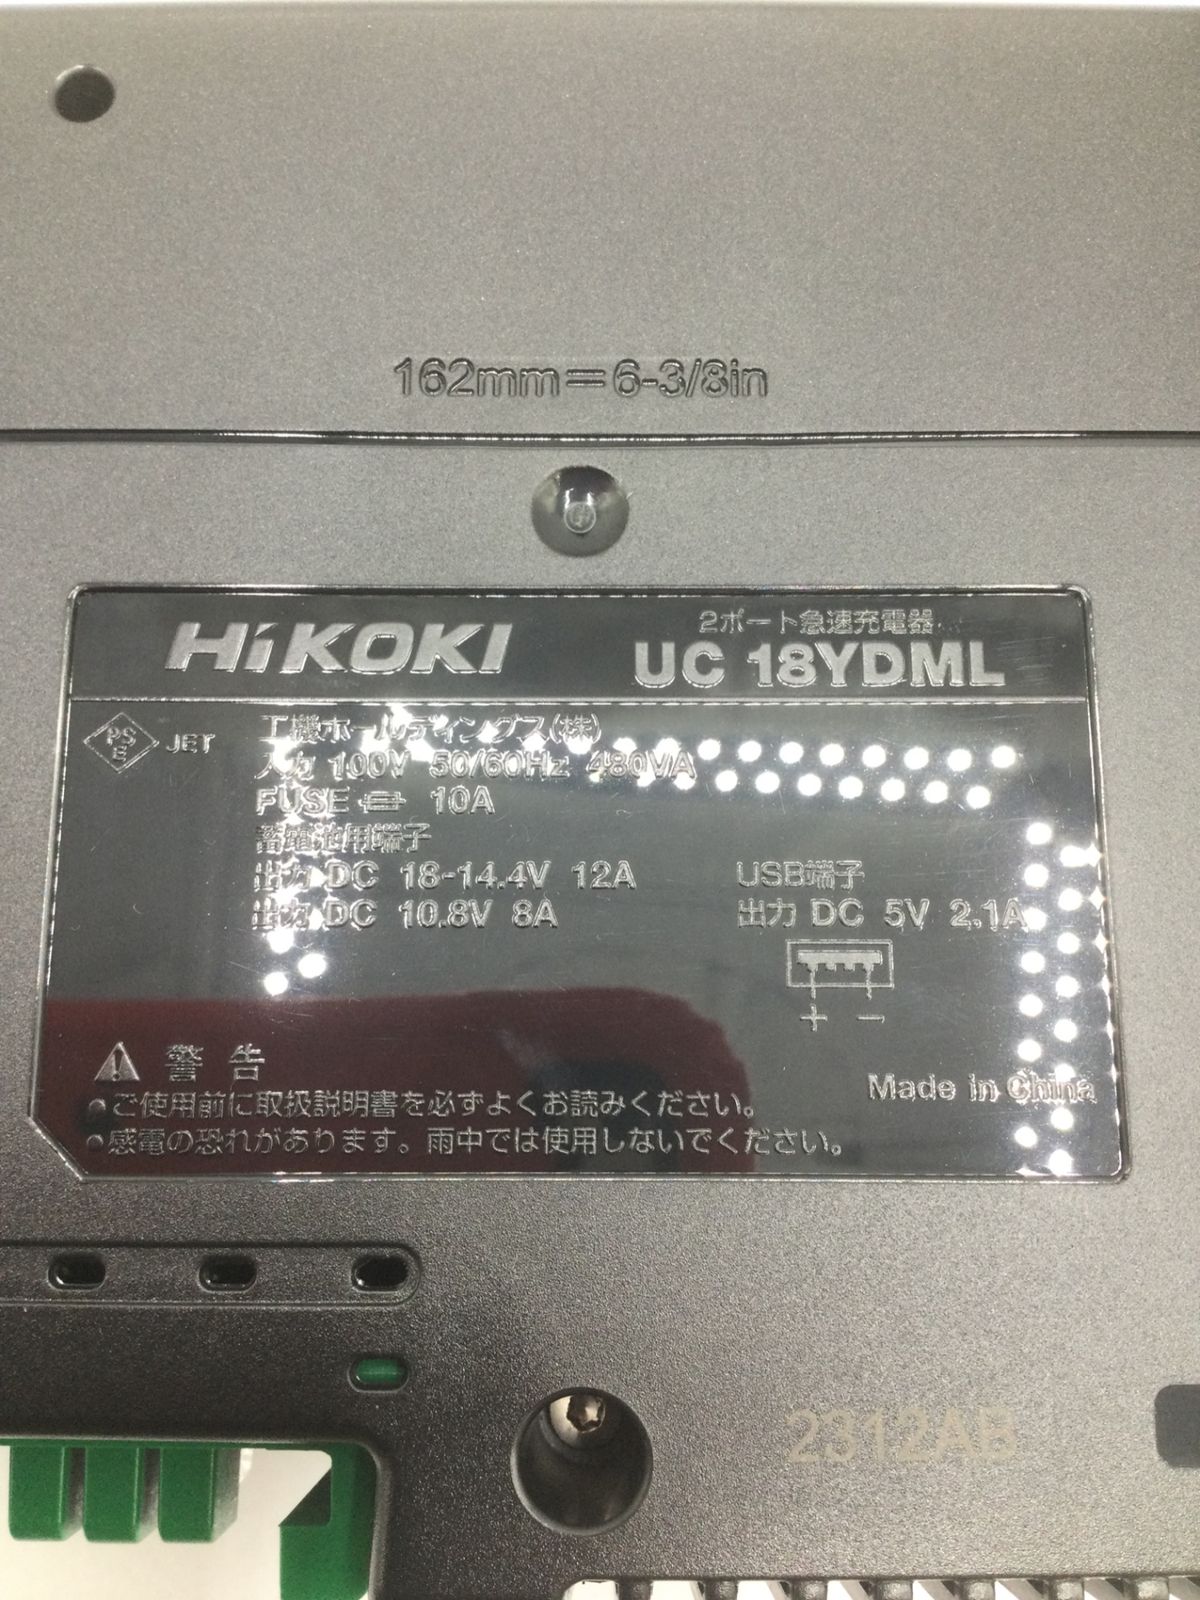 162mm=6-3/8in
HiKOKI
2ポート急速充電器
UC 18YDML
PS
E
JET
工機ホールディングス(株)
入力 100V 50/60Hz 480VA
FUSE 10A
蓄電池用端子
出力 DC 18-14.4V 12A
出力 DC 10.8V 8A
USB端子
出力 DC 5V 2.1A
+ −
Made in China
警 告
●ご使用前に取扱説明書を必ずよくお読みください。
●感電の恐れがあります。雨中では使用しないでください。
2312AB